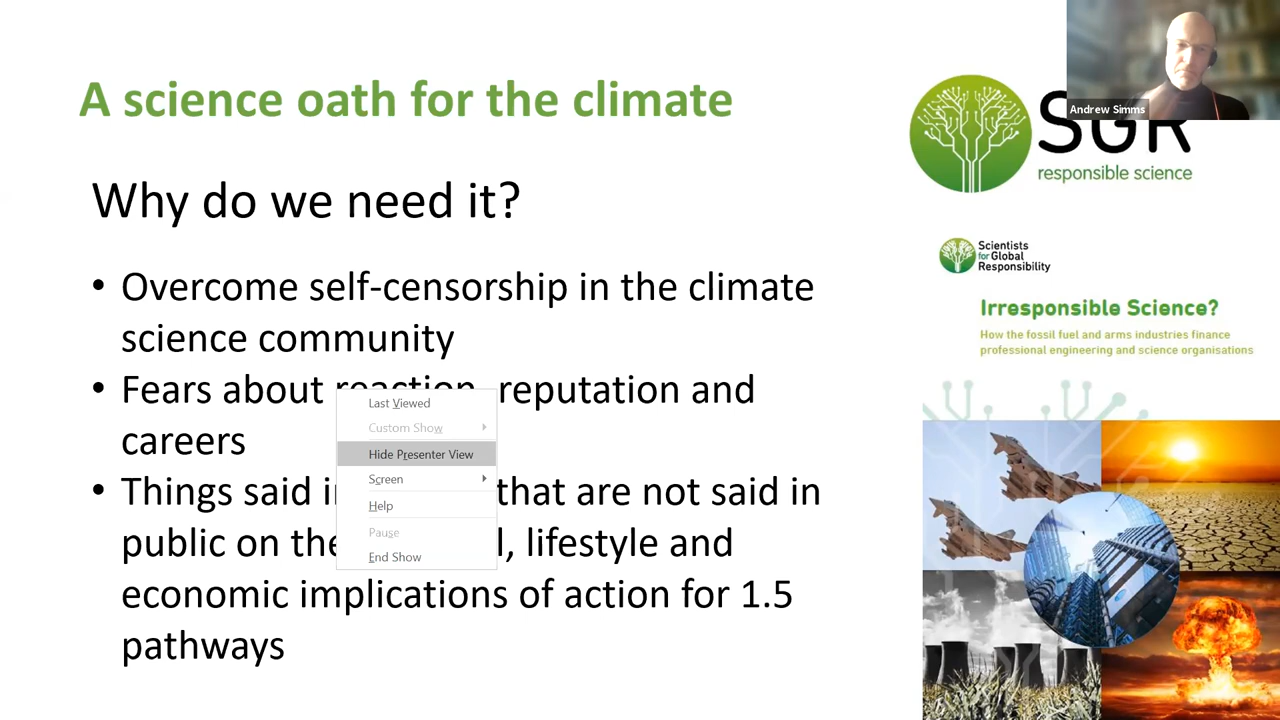 A science oath for the climate
Why do we need it?
• Overcome self-censorship in the climate
science community
• Fears about reaction, reputation and
careers
• Things said in that are not said in
public on the l, lifestyle and
economic implications of action for 1.5
pathways
Last Viewed
Custom Show
Hide Presenter View
Screen
Help
Pause
End Show
Andrew Simms
SGR
responsible science
Scientists
for Global
Responsibility
Irresponsible Science?
How the fossil fuel and arms industries finance
professional engineering and science organisations